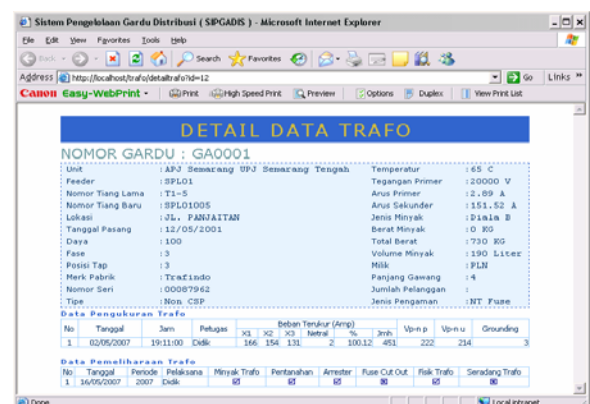 Sistem Pengelolaan Gardu Distribusi ( SIPGADIS ) - Microsoft Internet Explorer
File Edit View Favorites Tools Help
Back Search Favorites
Address http://localhost/trafo/detailtrafo?id=12 Go Links »
Canon Easy-WebPrint Print High Speed Print Preview Options Duplex View Print List
DETAIL DATA TRAFO
NOMOR GARDU : GA0001
Unit : APJ Semarang UPJ Semarang Tengah Temperatur : 65 C
Feeder : SPL01 Tegangan Primer : 20000 V
Nomor Tiang Lama : T1-5 Arus Primer : 2.89 A
Nomor Tiang Baru : SPL01005 Arus Sekunder : 151.52 A
Lokasi : JL. PANJAITAN Jenis Minyak : Diala B
Tanggal Pasang : 12/05/2001 Berat Minyak : 0 KG
Daya : 100 Total Berat : 730 KG
Fase : 3 Volume Minyak : 190 Liter
Posisi Tap : 3 Milik : PLN
Merk Pabrik : Trafindo Panjang Gawang : 4
Nomor Seri : 00087962 Jumlah Pelanggan :
Tipe : Non CSP Jenis Pengaman : NT Fuse
Data Pengukuran Trafo
No Tanggal Jam Petugas Beban Terukur (Amp) Vp-n p Vp-n u Grounding
X1 X2 X3 Netral % Jmlh
1 02/05/2007 19:11:00 Didik 166 154 131 2 100.12 451 222 214 3
Data Pemeliharaan Trafo
No Tanggal Periode Pelaksana Minyak Trafo Pentanahan Arrester Fuse Cut Out Fisik Trafo Seradang Trafo
1 16/05/2007 2007 Didik
Done Local intranet